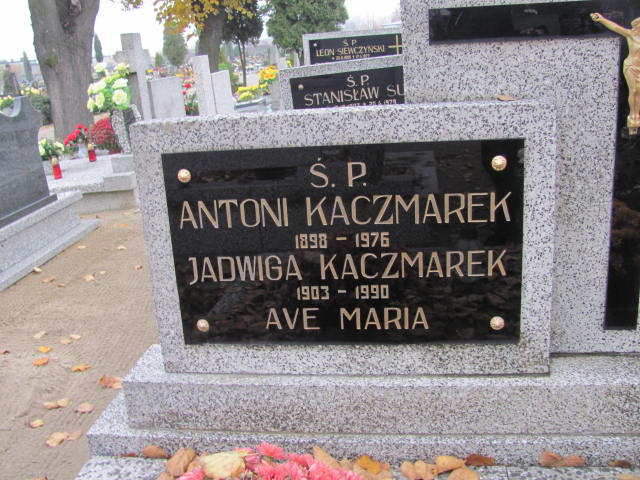 Ś. P.
LEON SIEWCZYŃSKI
Ś. P.
STANISŁAW SU
Ś. P.
ANTONI KACZMAREK
1898 - 1976
JADWIGA KACZMAREK
1903 - 1990
AVE MARIA